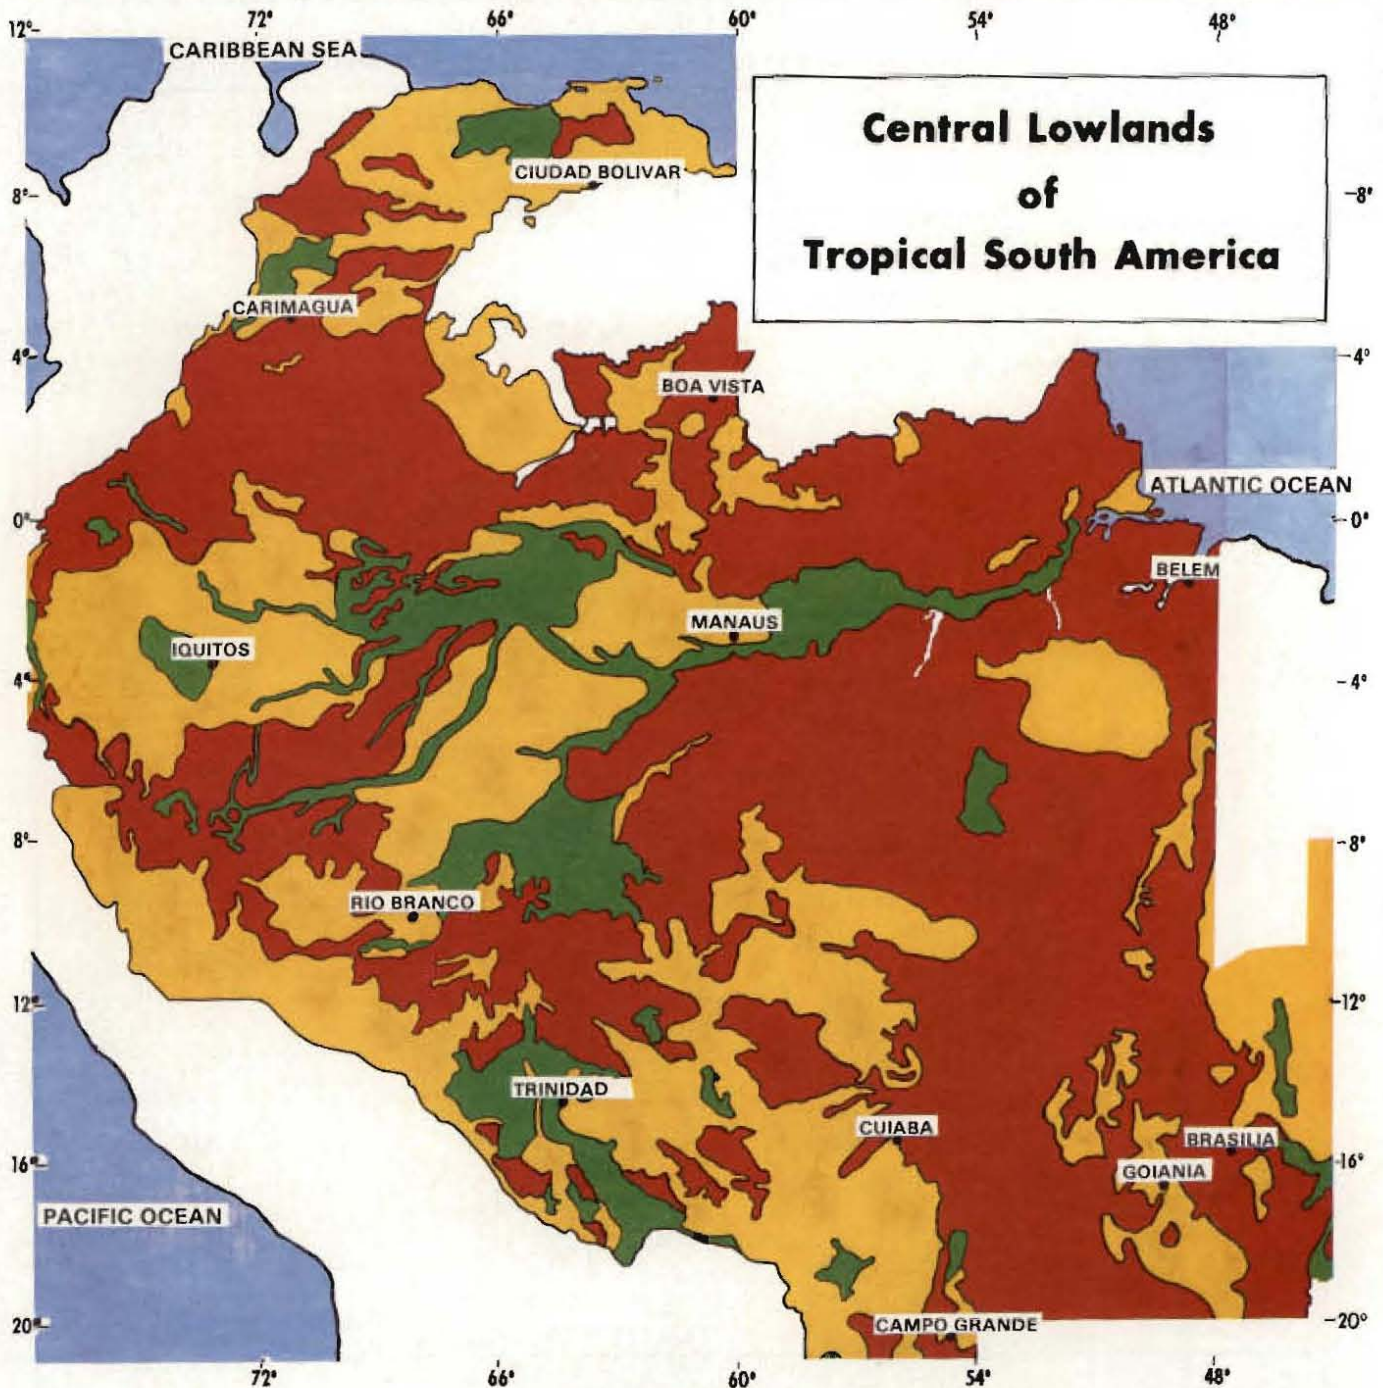 72° 66° 60° 54° 48°
12°
CARIBBEAN SEA
Central Lowlands
of
Tropical South America
CIUDAD BOLIVAR
8° 8°
CARIMAGUA
4° 4°
BOA VISTA
ATLANTIC OCEAN
0° 0°
BELEM
MANAUS
IQUITOS
4° 4°
8° 8°
RIO BRANCO
12° 12°
TRINIDAD
CUIABA
BRASILIA
16° 16°
GOIANIA
PACIFIC OCEAN
20° 20°
CAMPO GRANDE
72° 66° 60° 54° 48°